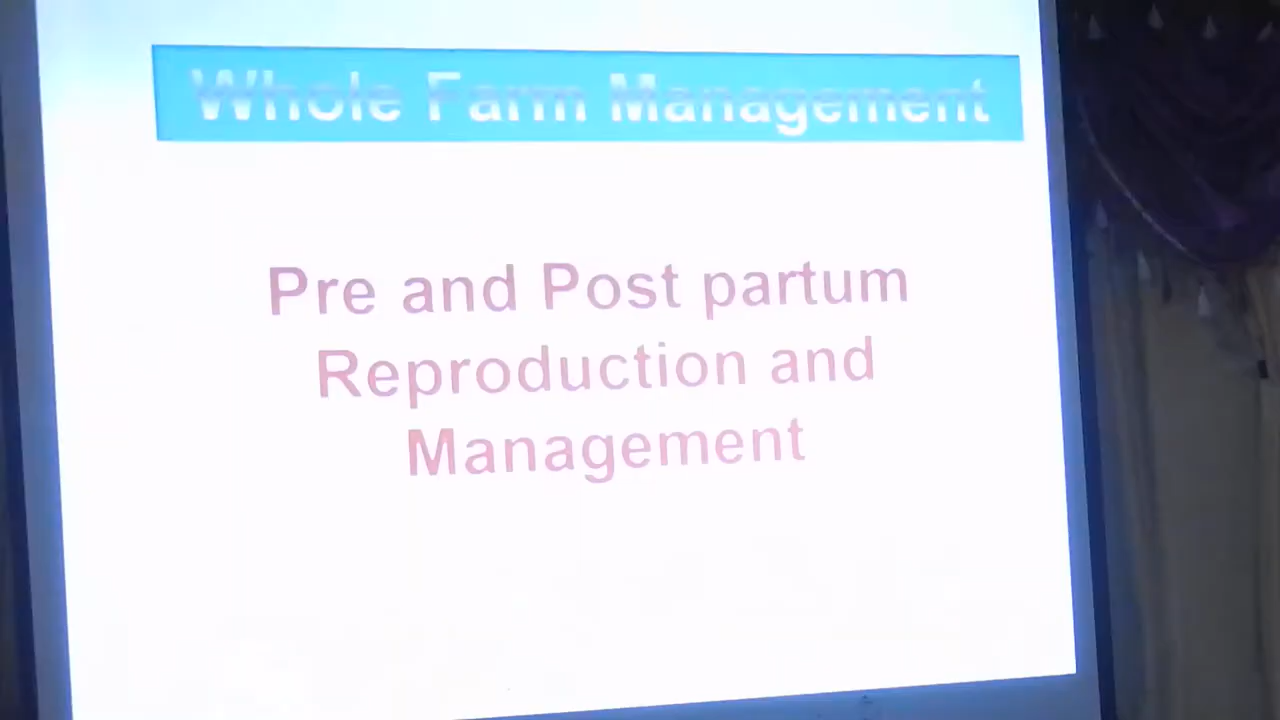 Whole Farm Management
Pre and Post partum
Reproduction and
Management